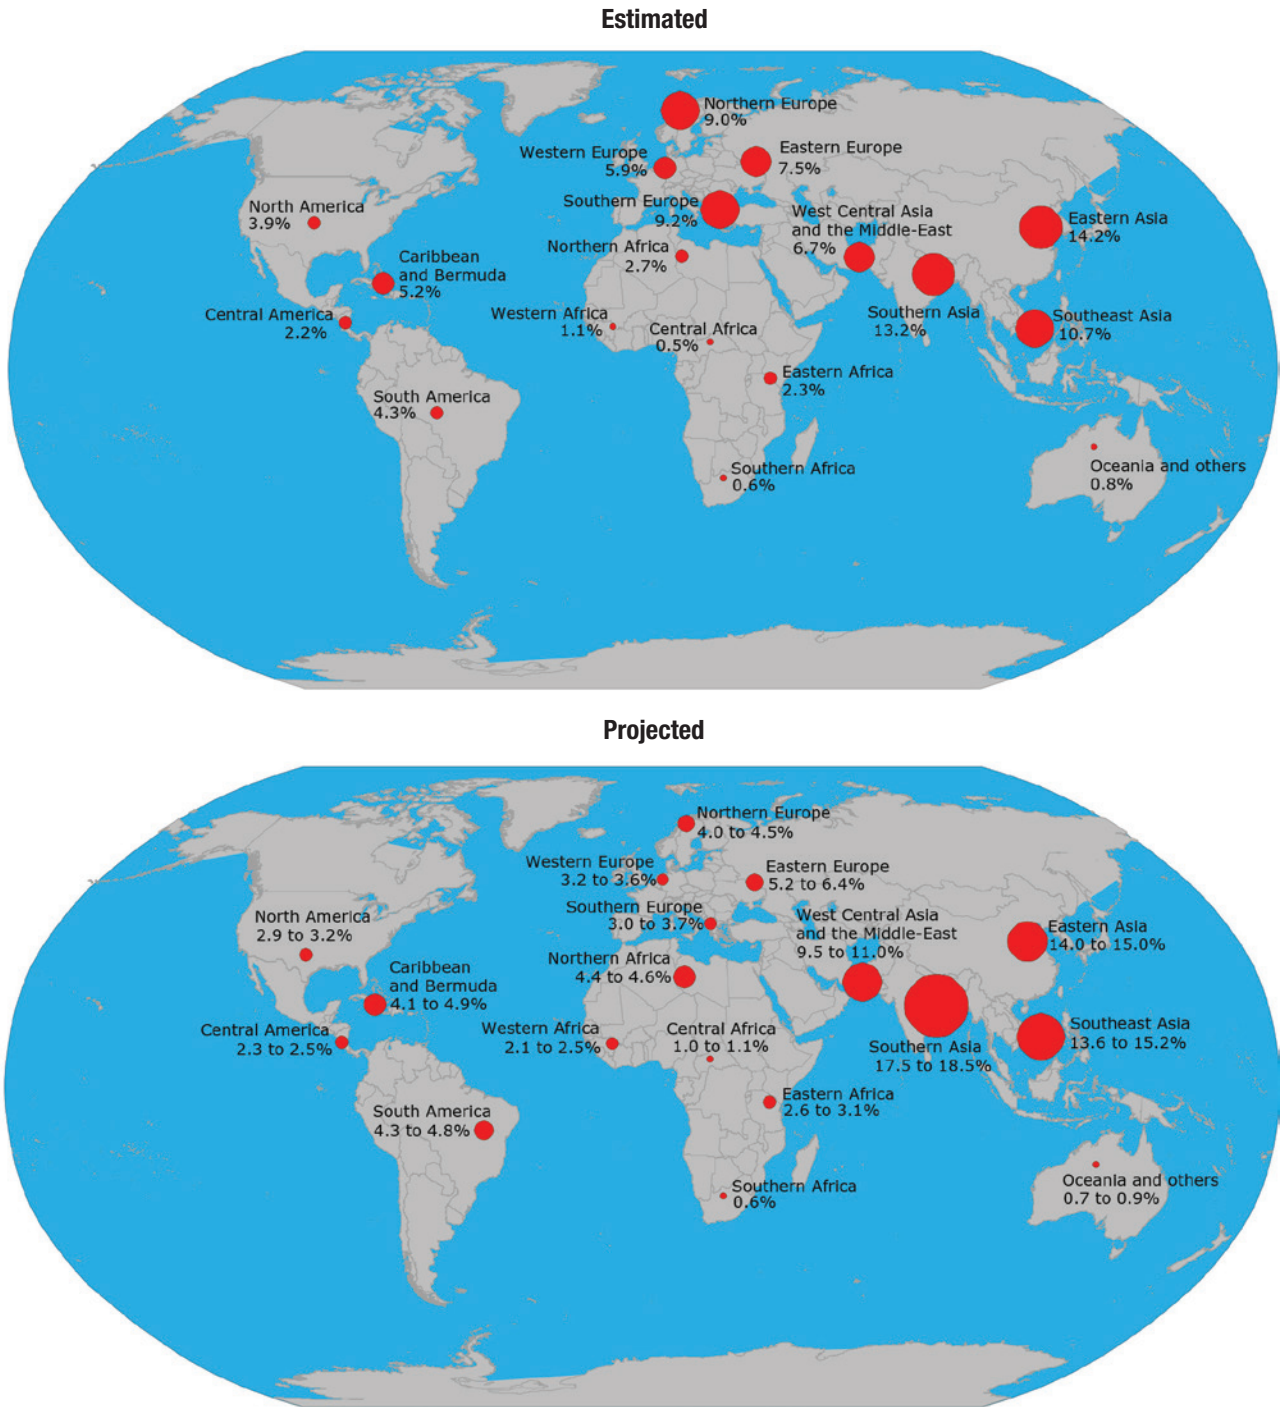 Estimated
Northern Europe
9.0%
Western Europe
5.9%
Eastern Europe
7.5%
Southern Europe
9.2%
North America
3.9%
West Central Asia
and the Middle-East
6.7%
Eastern Asia
14.2%
Northern Africa
2.7%
Caribbean
and Bermuda
5.2%
Central America
2.2%
Western Africa
1.1%
Central Africa
0.5%
Southern Asia
13.2%
Southeast Asia
10.7%
Eastern Africa
2.3%
South America
4.3%
Southern Africa
0.6%
Oceania and others
0.8%
Projected
Northern Europe
4.0 to 4.5%
Western Europe
3.2 to 3.6%
Eastern Europe
5.2 to 6.4%
Southern Europe
3.0 to 3.7%
North America
2.9 to 3.2%
West Central Asia
and the Middle-East
9.5 to 11.0%
Eastern Asia
14.0 to 15.0%
Northern Africa
4.4 to 4.6%
Caribbean
and Bermuda
4.1 to 4.9%
Central America
2.3 to 2.5%
Western Africa
2.1 to 2.5%
Central Africa
1.0 to 1.1%
Southern Asia
17.5 to 18.5%
Southeast Asia
13.6 to 15.2%
Eastern Africa
2.6 to 3.1%
South America
4.3 to 4.8%
Southern Africa
0.6%
Oceania and others
0.7 to 0.9%